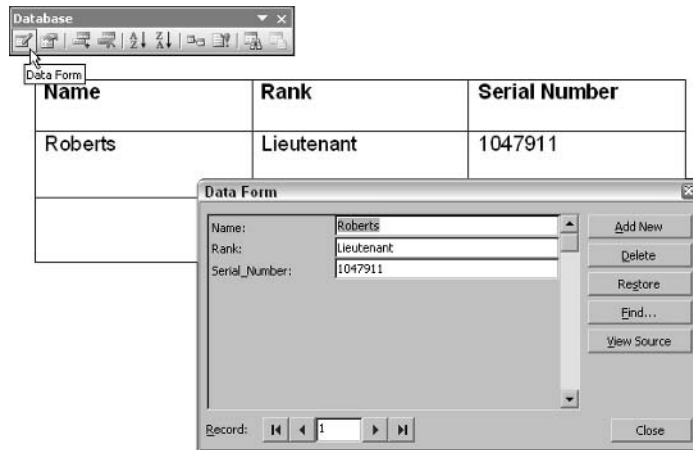 Database
Data Form
Name Rank Serial Number
Roberts Lieutenant 1047911
Data Form
Name: Roberts
Rank: Lieutenant
Serial_Number: 1047911
Add New
Delete
Restore
Find...
View Source
Record: 1
Close